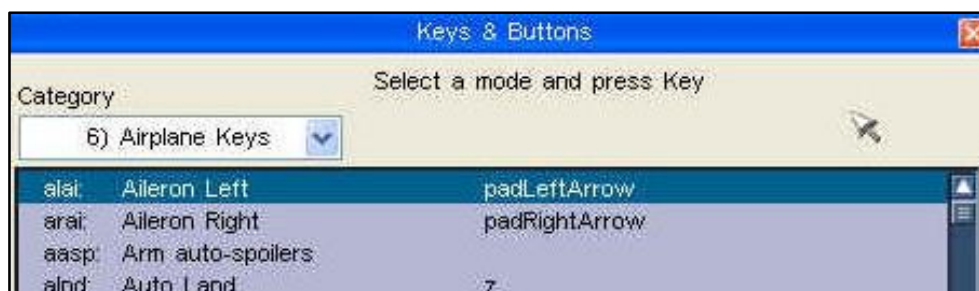 Keys & Buttons
Select a mode and press Key
Category
6) Airplane Keys
alai: Aileron Left padLeftArrow
arai: Aileron Right padRightArrow
aasp: Arm auto-spoilers
alnd: Auto Land z